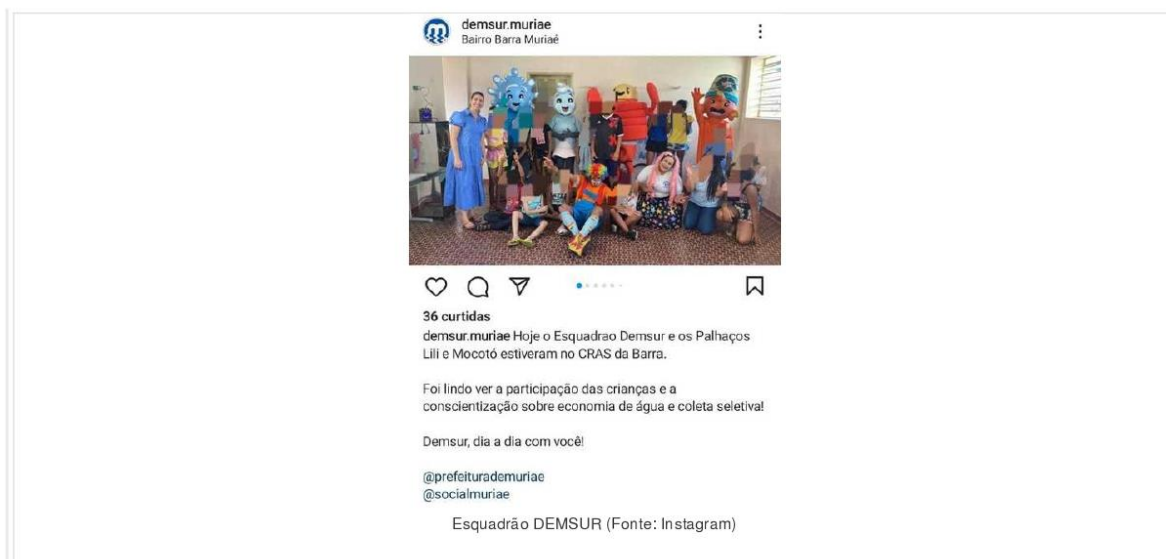 demsur.muriae
Bairro Barra Muriaé
36 curtidas
demsur.muriae Hoje o Esquadrao Demsur e os Palhaços
Lili e Mocotó estiveram no CRAS da Barra.
Foi lindo ver a participação das crianças e a
conscientização sobre economia de água e coleta seletiva!
Demsur, dia a dia com você!
@prefeiturademuriae
@socialmuriae
Esquadrão DEMSUR (Fonte: Instagram)